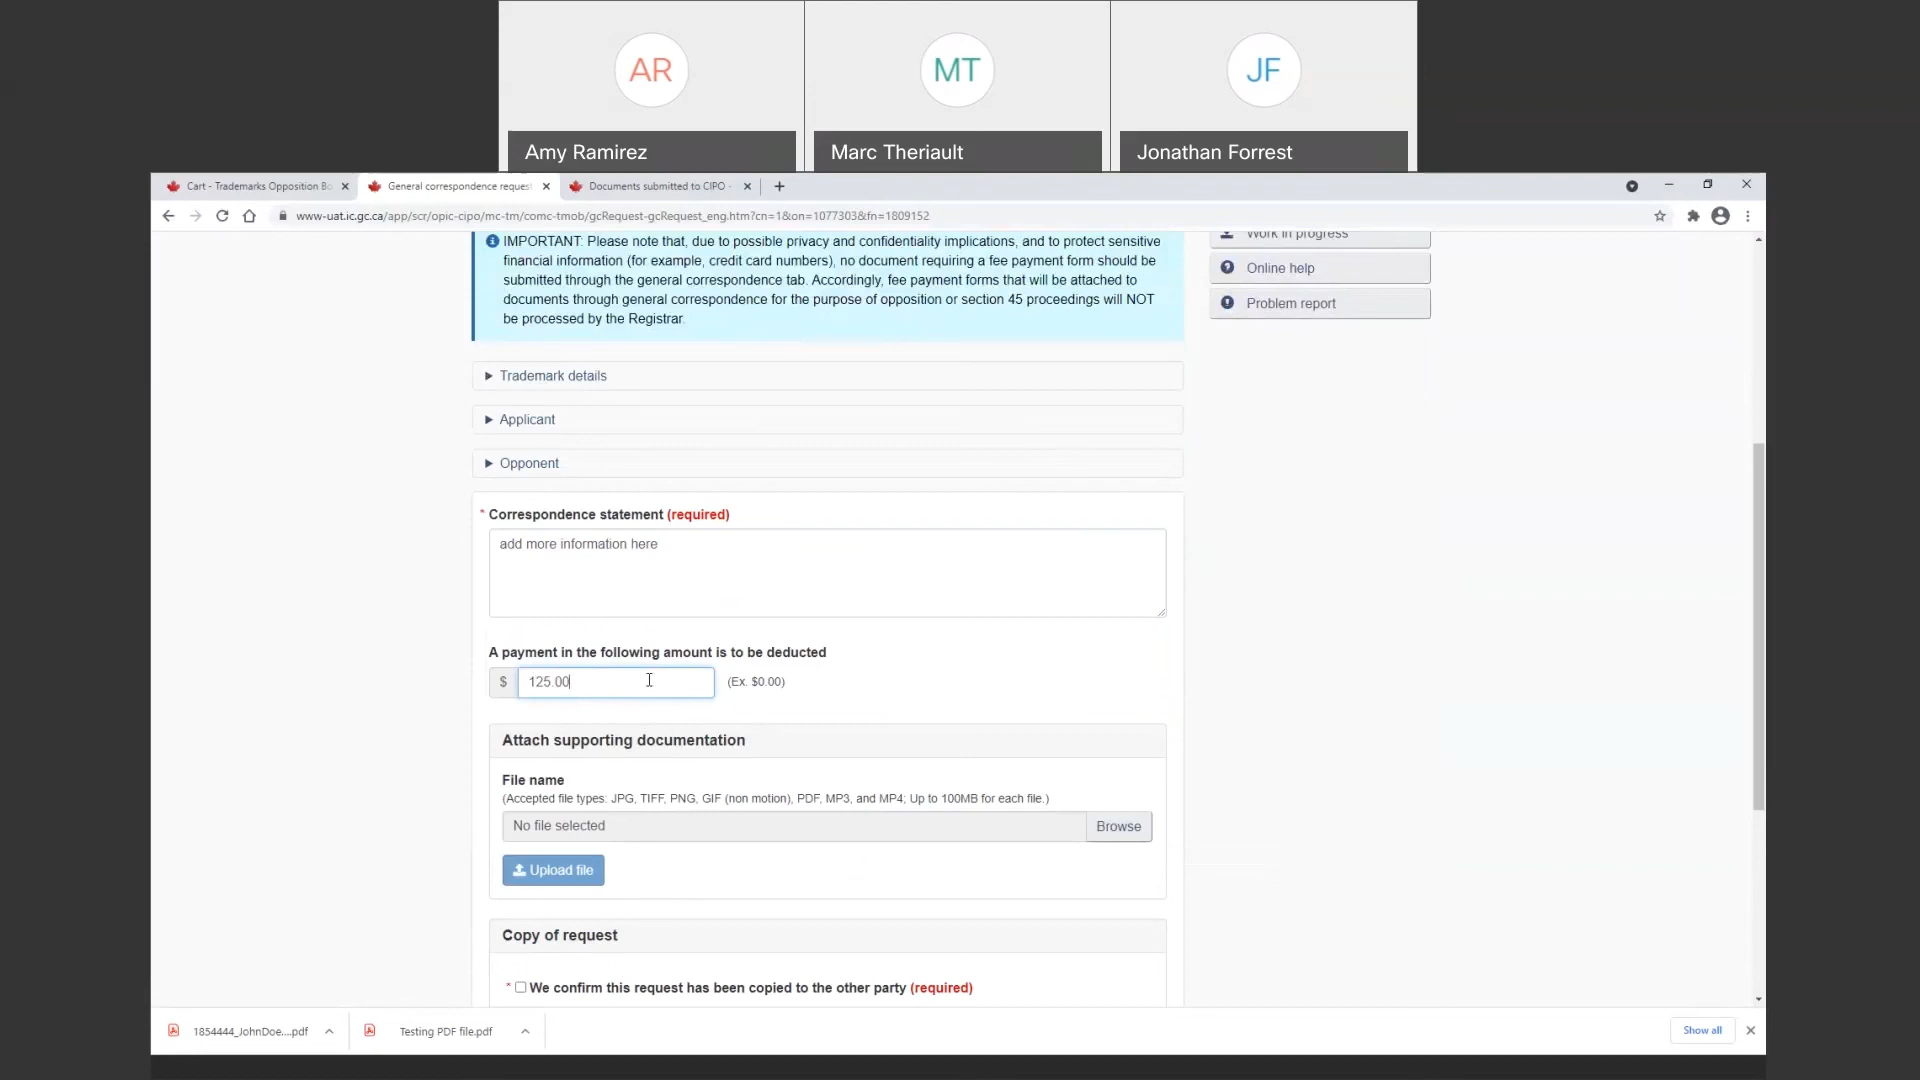 AR
MT
JF
Amy Ramirez
Marc Theriault
Jonathan Forrest
Cart - Trademarks Opposition Bo
General correspondence reques
Documents submitted to CIPO -
www-uat.ic.gc.ca/app/scr/opic-cipo/mc-tm/comc-tmob/gcRequest-gcRequest_eng.htm?cn=1&on=1077303&fn=1809152
IMPORTANT: Please note that, due to possible privacy and confidentiality implications, and to protect sensitive
financial information (for example, credit card numbers), no document requiring a fee payment form should be
submitted through the general correspondence tab. Accordingly, fee payment forms that will be attached to
documents through general correspondence for the purpose of opposition or section 45 proceedings will NOT
be processed by the Registrar.
Work in progress
Online help
Problem report
Trademark details
Applicant
Opponent
* Correspondence statement (required)
add more information here
A payment in the following amount is to be deducted
$ 125.00 (Ex. $0.00)
Attach supporting documentation
File name
(Accepted file types: JPG, TIFF, PNG, GIF (non motion), PDF, MP3, and MP4; Up to 100MB for each file.)
No file selected
Browse
Upload file
Copy of request
* We confirm this request has been copied to the other party (required)
1854444_JohnDoe....pdf
Testing PDF file.pdf
Show all